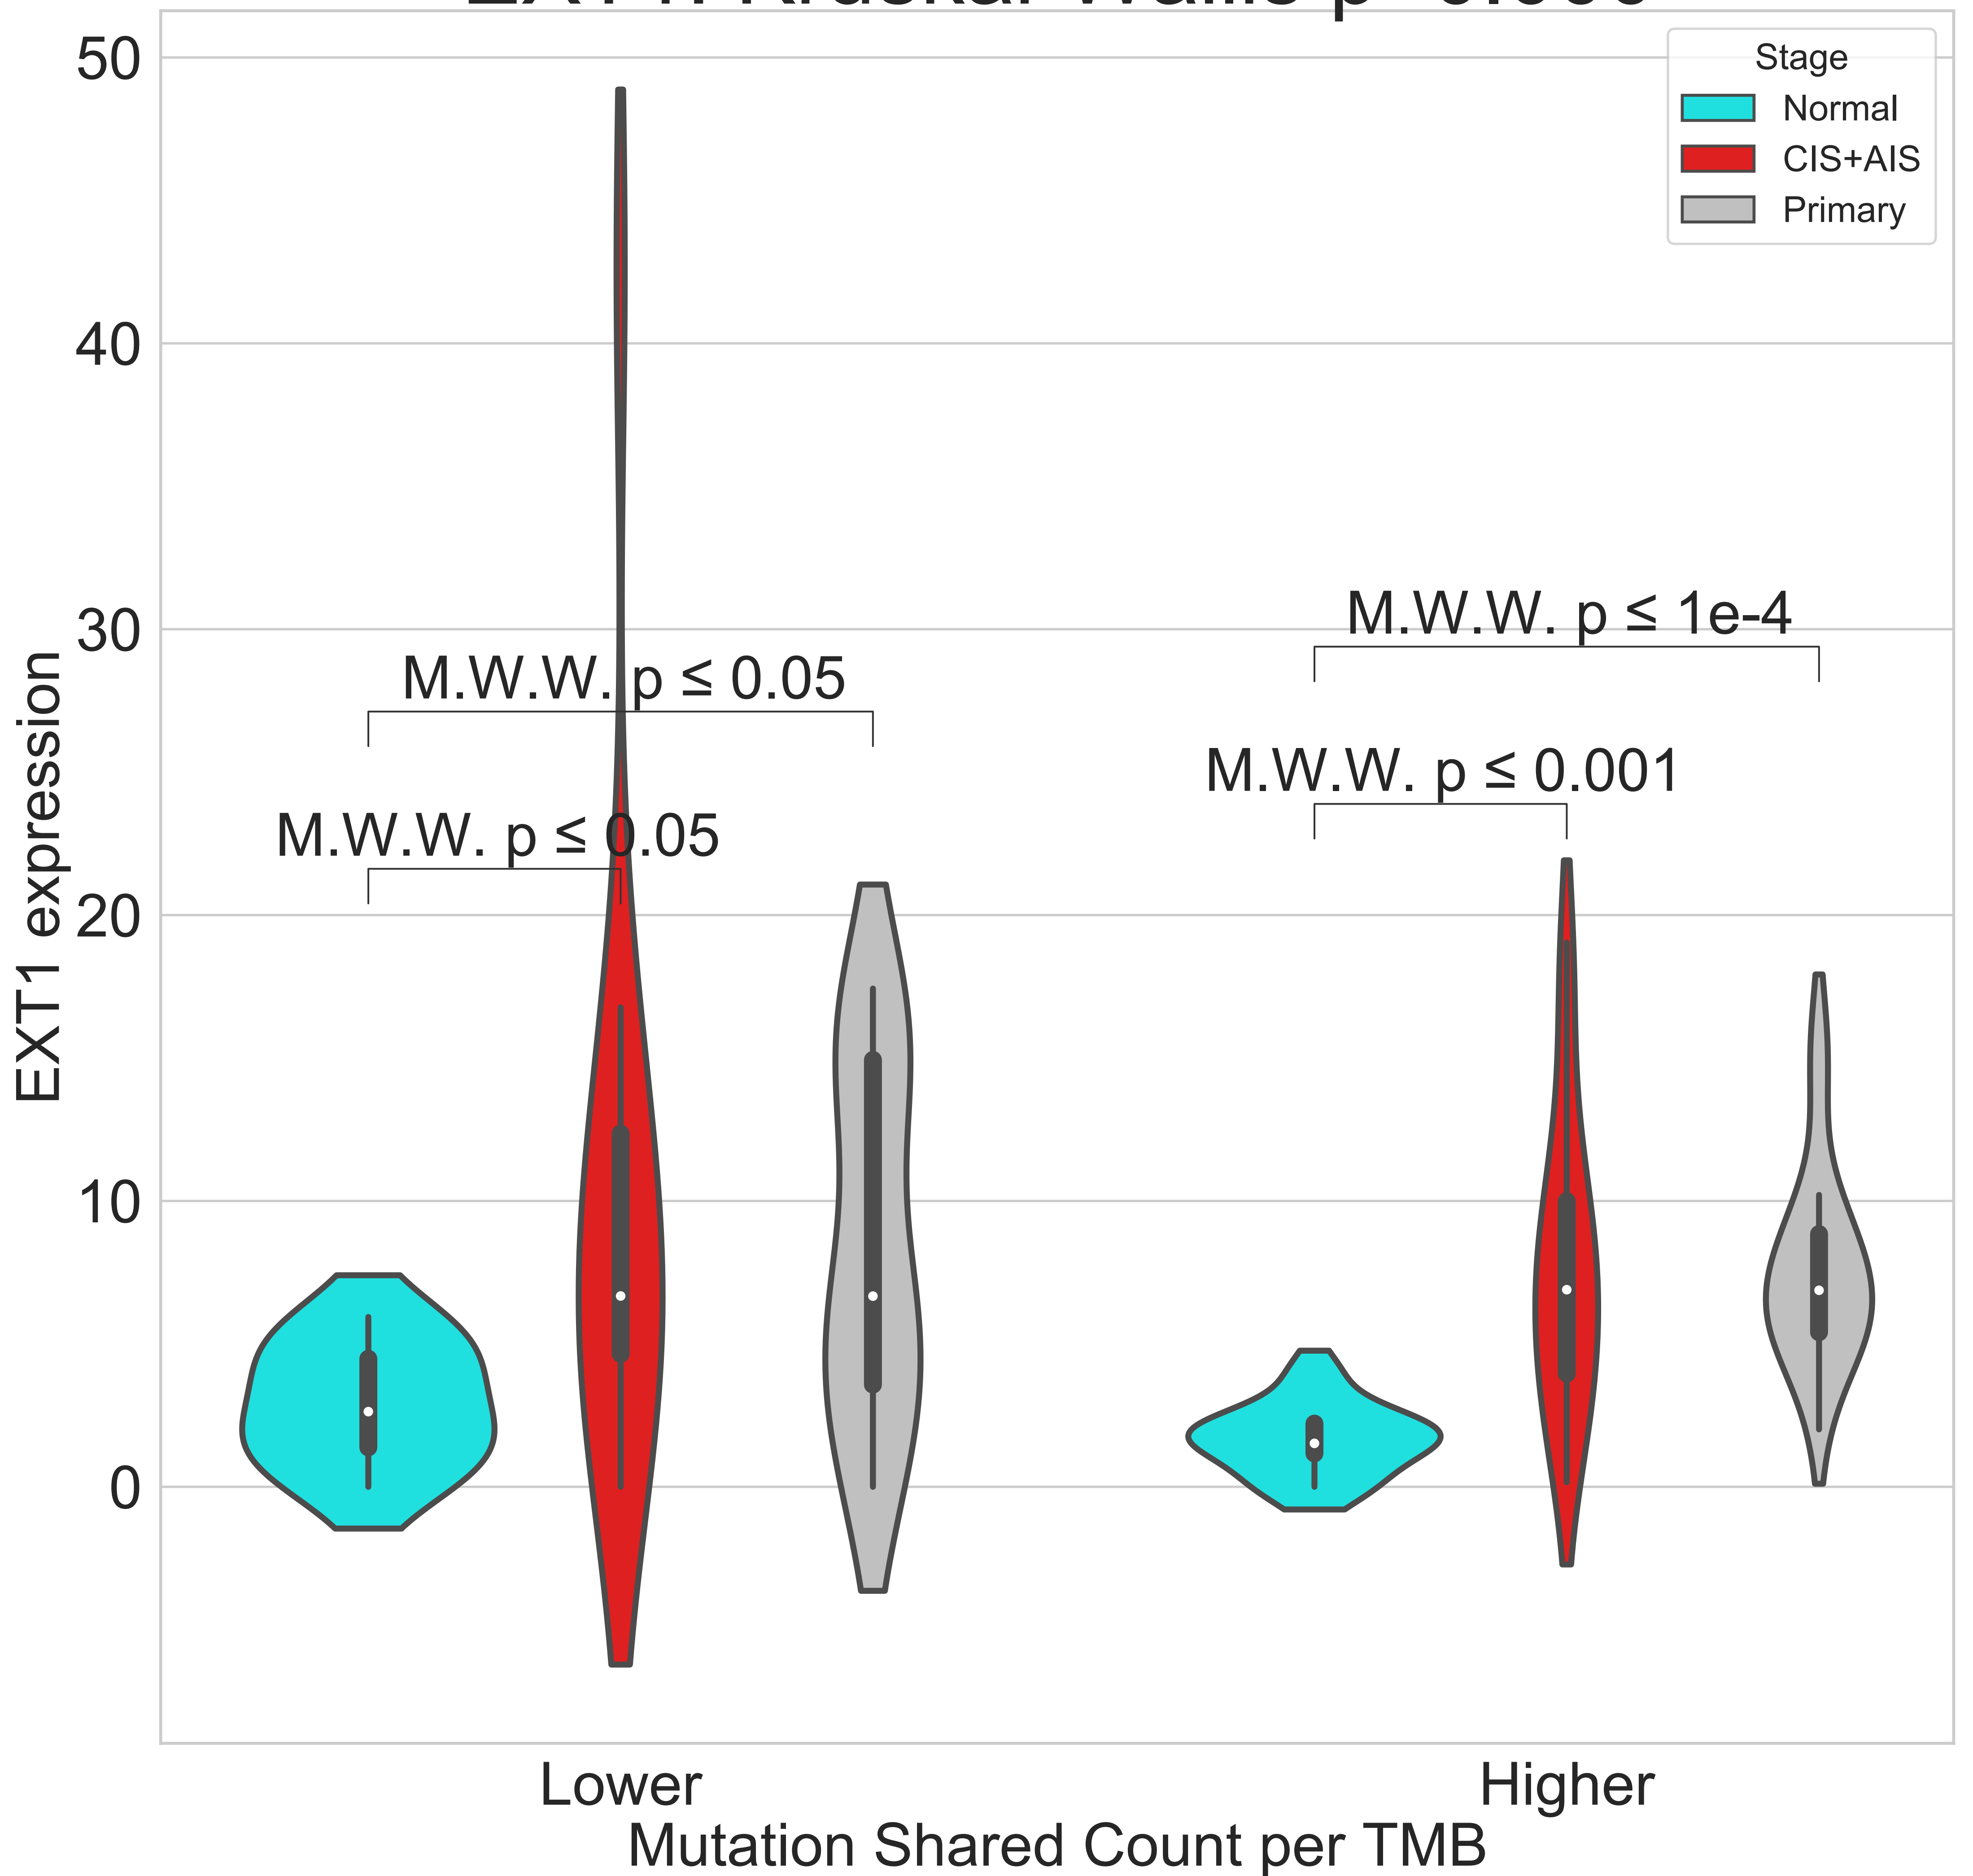 50
40
30
20
10
0
EXT1 expression
Stage
Normal
CIS+AIS
Primary
M.W.W. p ≤ 1e-4
M.W.W. p ≤ 0.05
M.W.W. p ≤ 0.001
M.W.W. p ≤ 0.05
Lower
Higher
Mutation Shared Count per TMB